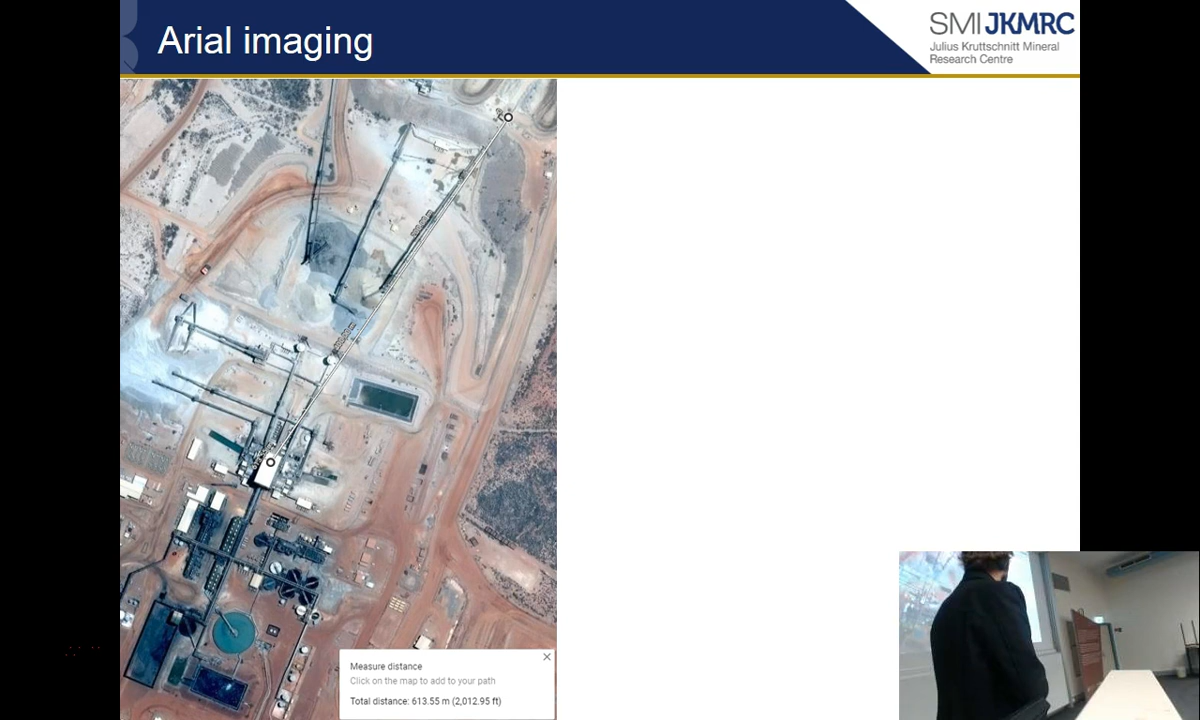 Arial imaging
SMI JKMRC
Julius Kruttschnitt Mineral
Research Centre
Measure distance
Click on the map to add to your path
Total distance: 613.55 m (2,012.95 ft)